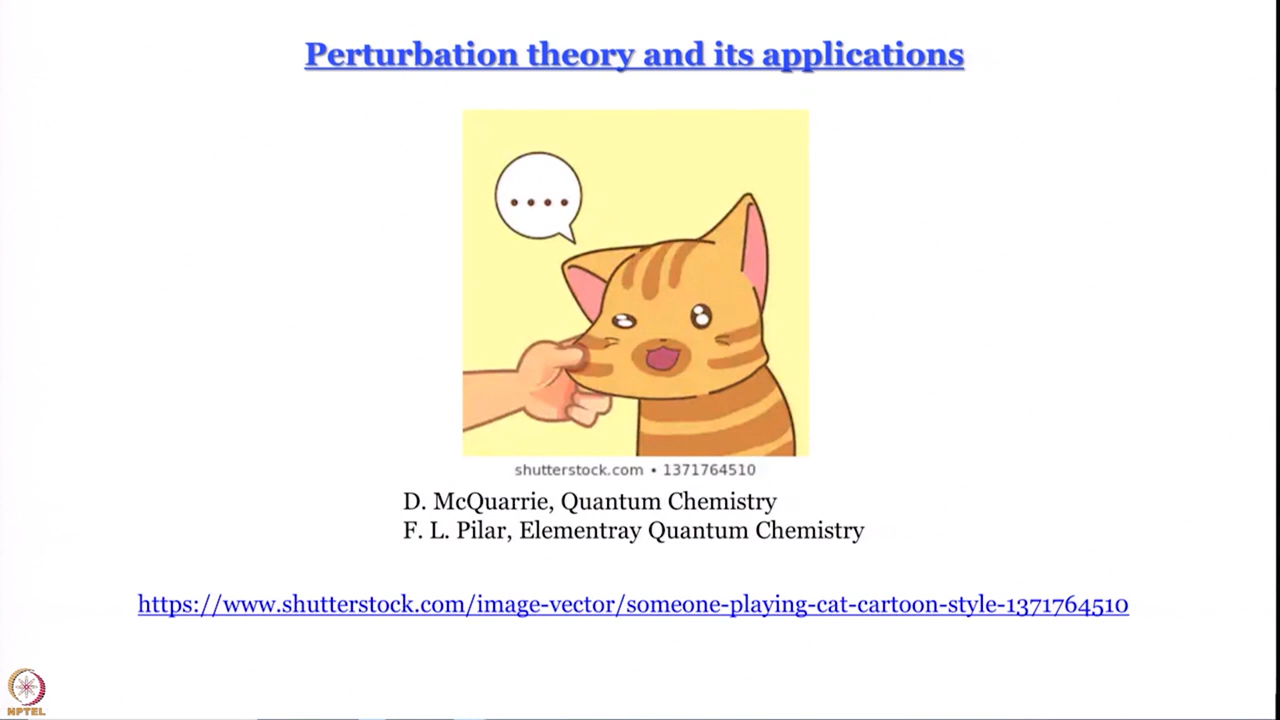 Perturbation theory and its applications
....
shutterstock.com • 1371764510
D. McQuarrie, Quantum Chemistry
F. L. Pilar, Elementray Quantum Chemistry
https://www.shutterstock.com/image-vector/someone-playing-cat-cartoon-style-1371764510
NPTEL